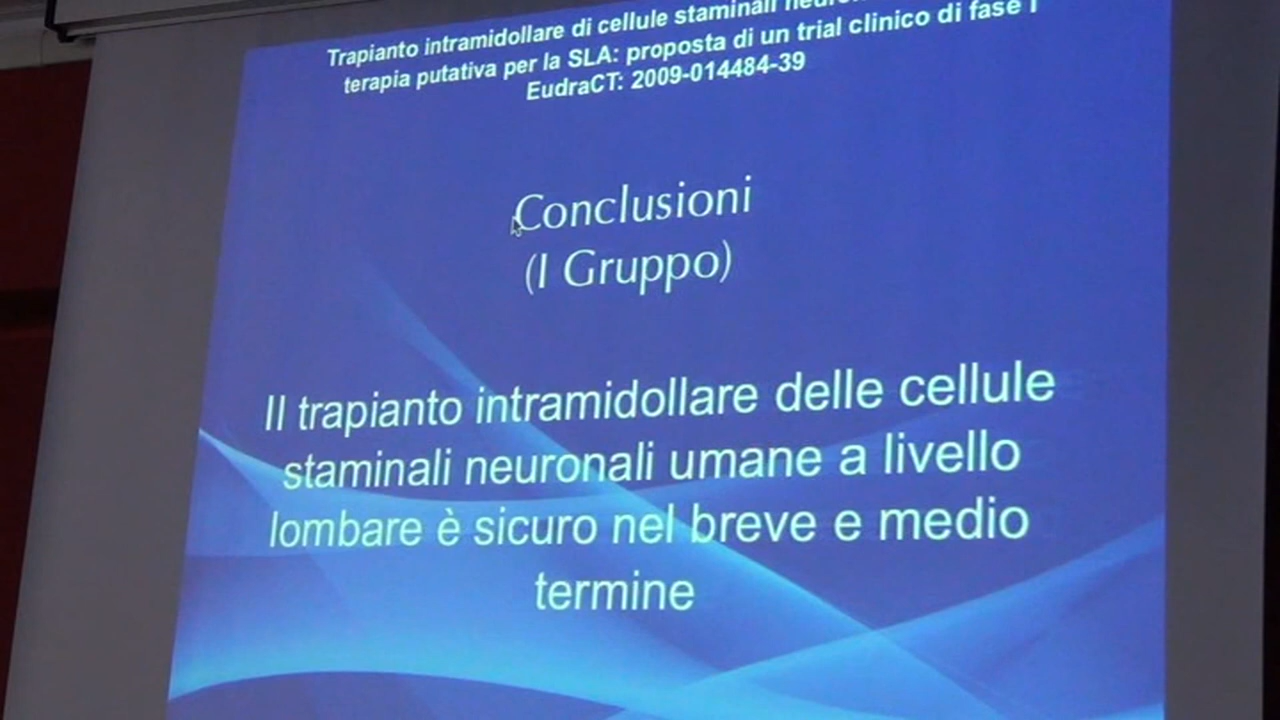 Trapianto intramidollare di cellule staminali
terapia putativa per la SLA: proposta di un trial clinico di fase I
EudraCT: 2009-014484-39
Conclusioni
(I Gruppo)
Il trapianto intramidollare delle cellule
staminali neuronali umane a livello
lombare è sicuro nel breve e medio
termine